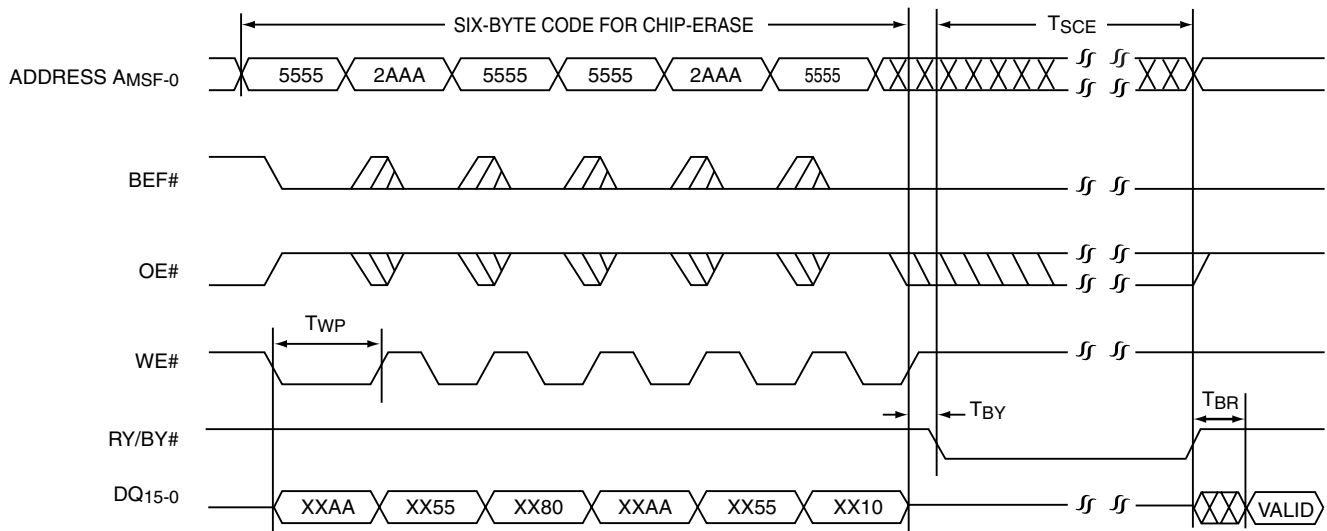 SIX-BYTE CODE FOR CHIP-ERASE TSCE
ADDRESS AMSF-0 5555 2AAA 5555 5555 2AAA 5555
BEF#
OE#
TWP
WE#
TBY TBR
RY/BY#
DQ15-0 XXAA XX55 XX80 XXAA XX55 XX10 VALID